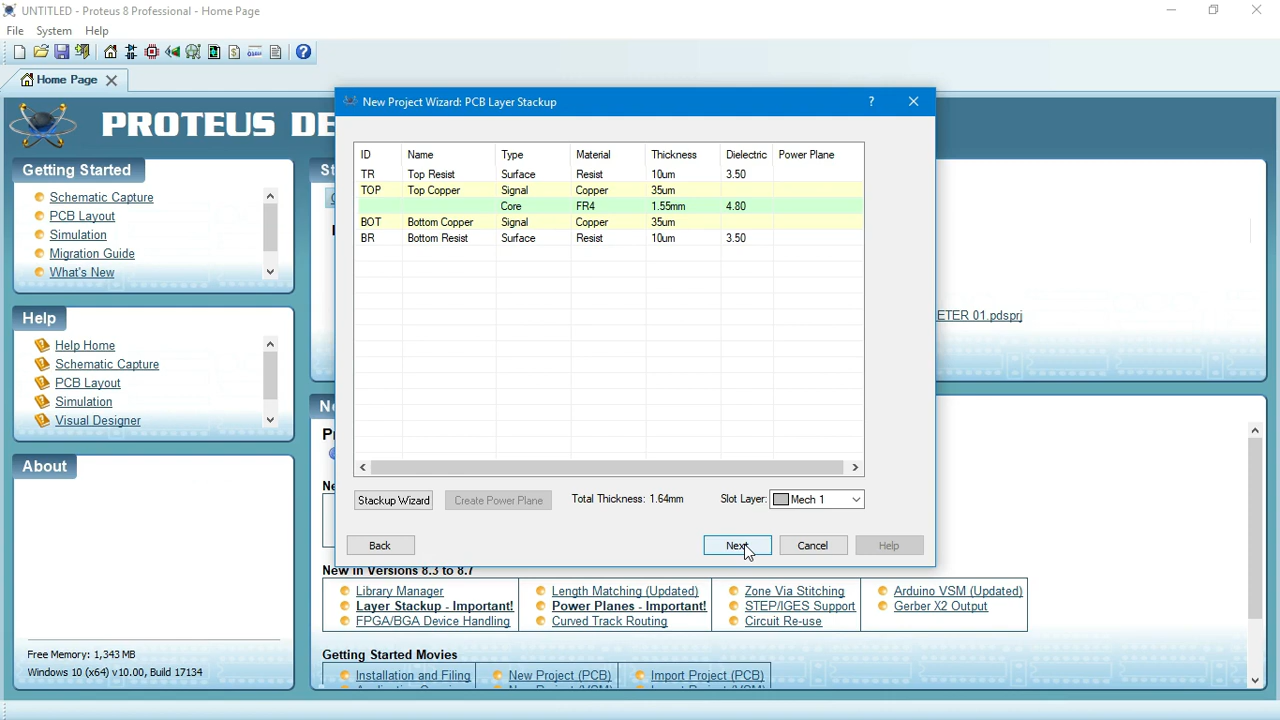 UNTITLED - Proteus 8 Professional - Home Page
File System Help
Home Page
PROTEUS DE
Getting Started
Schematic Capture
PCB Layout
Simulation
Migration Guide
What's New
Help
Help Home
Schematic Capture
PCB Layout
Simulation
Visual Designer
About
Free Memory: 1,343 MB
Windows 10 (x64) v10.00, Build 17134
New Project Wizard: PCB Layer Stackup
ID Name Type Material Thickness Dielectric Power Plane
TR Top Resist Surface Resist 10um 3.50
TOP Top Copper Signal Copper 35um
Core FR4 1.55mm 4.80
BOT Bottom Copper Signal Copper 35um
BR Bottom Resist Surface Resist 10um 3.50
Stackup Wizard Create Power Plane Total Thickness: 1.64mm Slot Layer: Mech 1
Back Next Cancel Help
St
ETER 01.pdsprj
New in Versions 8.3 to 8.7
Library Manager Length Matching (Updated) Zone Via Stitching Arduino VSM (Updated)
Layer Stackup - Important! Power Planes - Important! STEP/IGES Support Gerber X2 Output
FPGA/BGA Device Handling Curved Track Routing Circuit Re-use
Getting Started Movies
Installation and Filing New Project (PCB) Import Project (PCB)